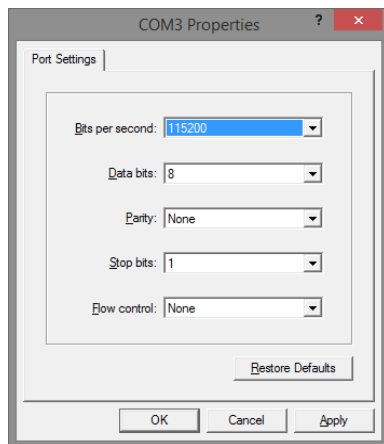 COM3 Properties ?
Port Settings
Bits per second: 115200
Data bits: 8
Parity: None
Stop bits: 1
Flow control: None
Restore Defaults
OK Cancel Apply